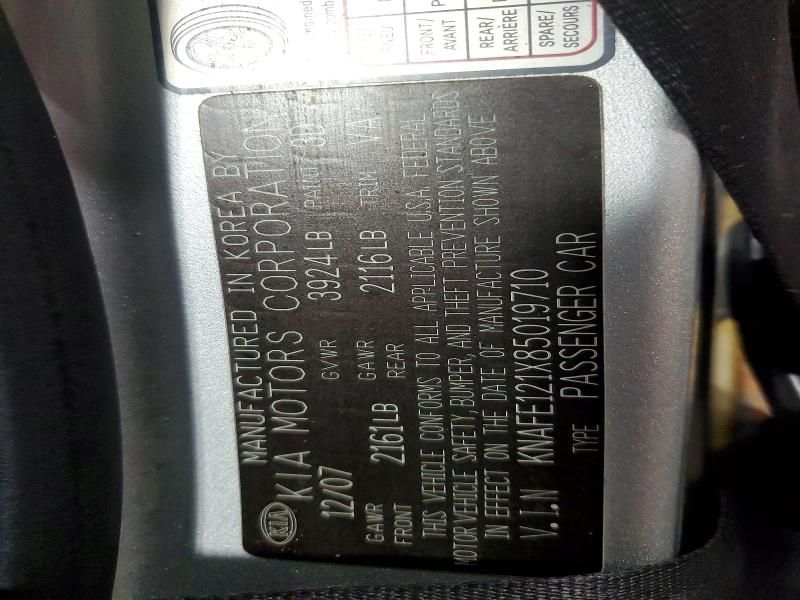 MANUFACTURED IN KOREA BY
KIA KIA MOTORS CORPORATION
12/07 GVWR 3924LB PAINT 3D
GAWR FRONT 2161LB GAWR REAR 2116LB TRIM VA
THIS VEHICLE CONFORMS TO ALL APPLICABLE U.S.A. FEDERAL
MOTOR VEHICLE SAFETY, BUMPER, AND THEFT PREVENTION STANDARDS
IN EFFECT ON THE DATE OF MANUFACTURE SHOWN ABOVE
V.I.N KNAFE121X85019710
TYPE PASSENGER CAR
FRONT/
AVANT
REAR/
ARRIÈRE
SPARE/
SECOURS